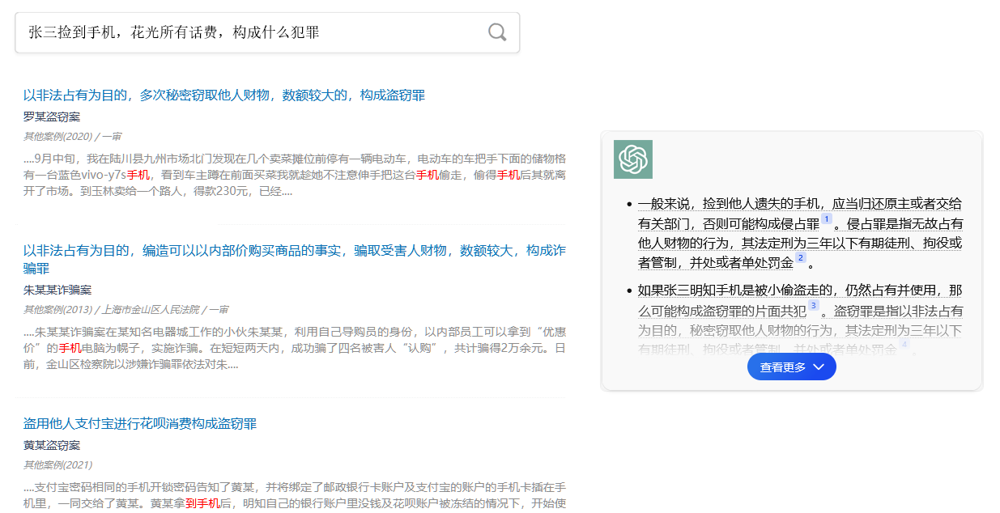 张三捡到手机，花光所有话费，构成什么犯罪
以非法占有为目的，多次秘密窃取他人财物，数额较大的，构成盗窃罪
罗某盗窃案
其他案例(2020) / 一审
....9月中旬，我在陆川县九州市场北门发现在几个卖菜摊位前停有一辆电动车，电动车的车把手下面的储物格
有一台蓝色vivo-y7s手机，看到车主蹲在前面买菜我就趁她不注意伸手把这台手机偷走，偷得手机后其就离
开了市场。到玉林卖给一个路人，得款230元，已经....
以非法占有为目的，编造可以以内部价购买商品的事实，骗取受害人财物，数额较大，构成诈
骗罪
朱某某诈骗案
其他案例(2013) / 上海市金山区人民法院 / 一审
....朱某某诈骗案在某知名电器城工作的小伙朱某某，利用自己导购员的身份，以内部员工可以拿到“优惠
价”的手机电脑为幌子，实施诈骗。在短短两天内，成功骗了四名被害人“认购”，共计骗得2万余元。日
前，金山区检察院以涉嫌诈骗罪依法对朱....
盗用他人支付宝进行花呗消费构成盗窃罪
黄某盗窃案
其他案例(2021)
....支付宝密码相同的手机开锁密码告知了黄某，并将绑定了邮政银行卡账户及支付宝的账户的手机卡插在手
机里，一同交给了黄某。黄某拿到手机后，明知自己的银行账户里没钱及花呗账户被冻结的情况下，开始使
• 一般来说，捡到他人遗失的手机，应当归还原主或者交给
有关部门，否则可能构成侵占罪 1 。侵占罪是指无故占有
他人财物的行为，其法定刑为三年以下有期徒刑、拘役或
者管制，并处或者单处罚金 2 。
• 如果张三明知手机是被小偷盗走的，仍然占有并使用，那
么可能构成盗窃罪的片面共犯 3 。盗窃罪是指以非法占有
为目的，秘密窃取他人财物的行为，其法定刑为三年以下
有期徒刑、拘役或者管制，并处或者单处罚金 4 。
查看更多